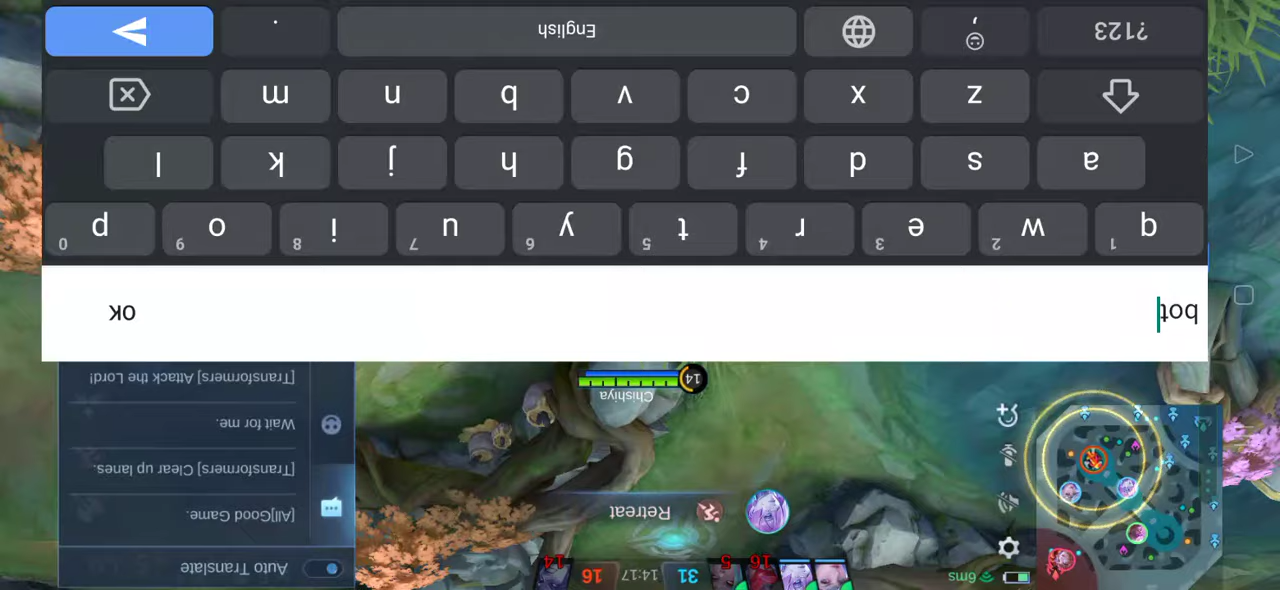 6ms
16 5 31 14:17 16 14
Auto Translate
[All]Good Game.
Retreat
[Transformers] Clear up lanes.
Wait for me.
[Transformers] Attack the Lord!
Chishiya
14
bot OK
q 1 w 2 e 3 r 4 t 5 y 6 u 7 i 8 o 9 p 0
a s d f g h j k l
z x c v b n m
?123 , English .